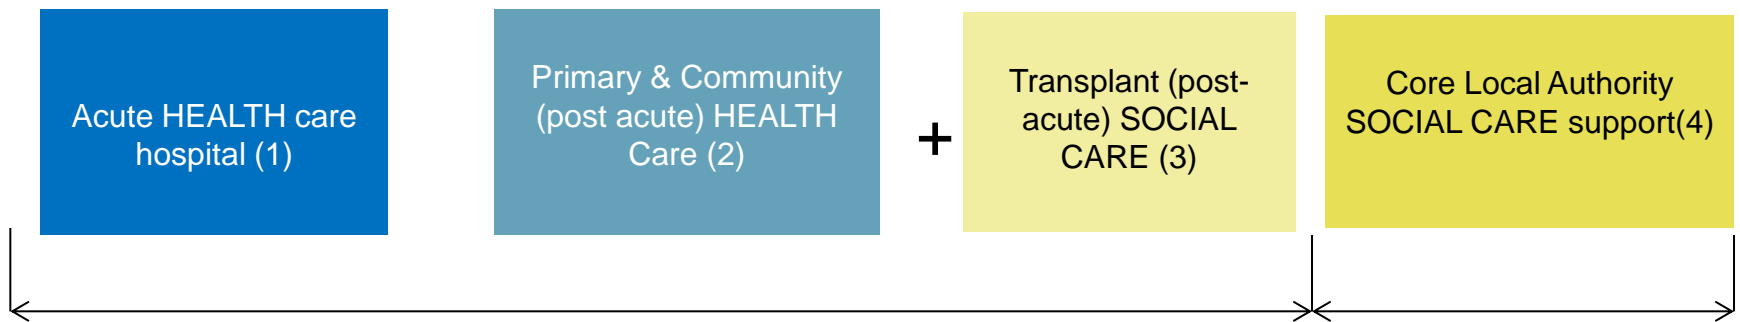 Acute HEALTH care
hospital (1)
Primary & Community
(post acute) HEALTH
Care (2)
+
Transplant (post-
acute) SOCIAL
CARE (3)
Core Local Authority
SOCIAL CARE support(4)